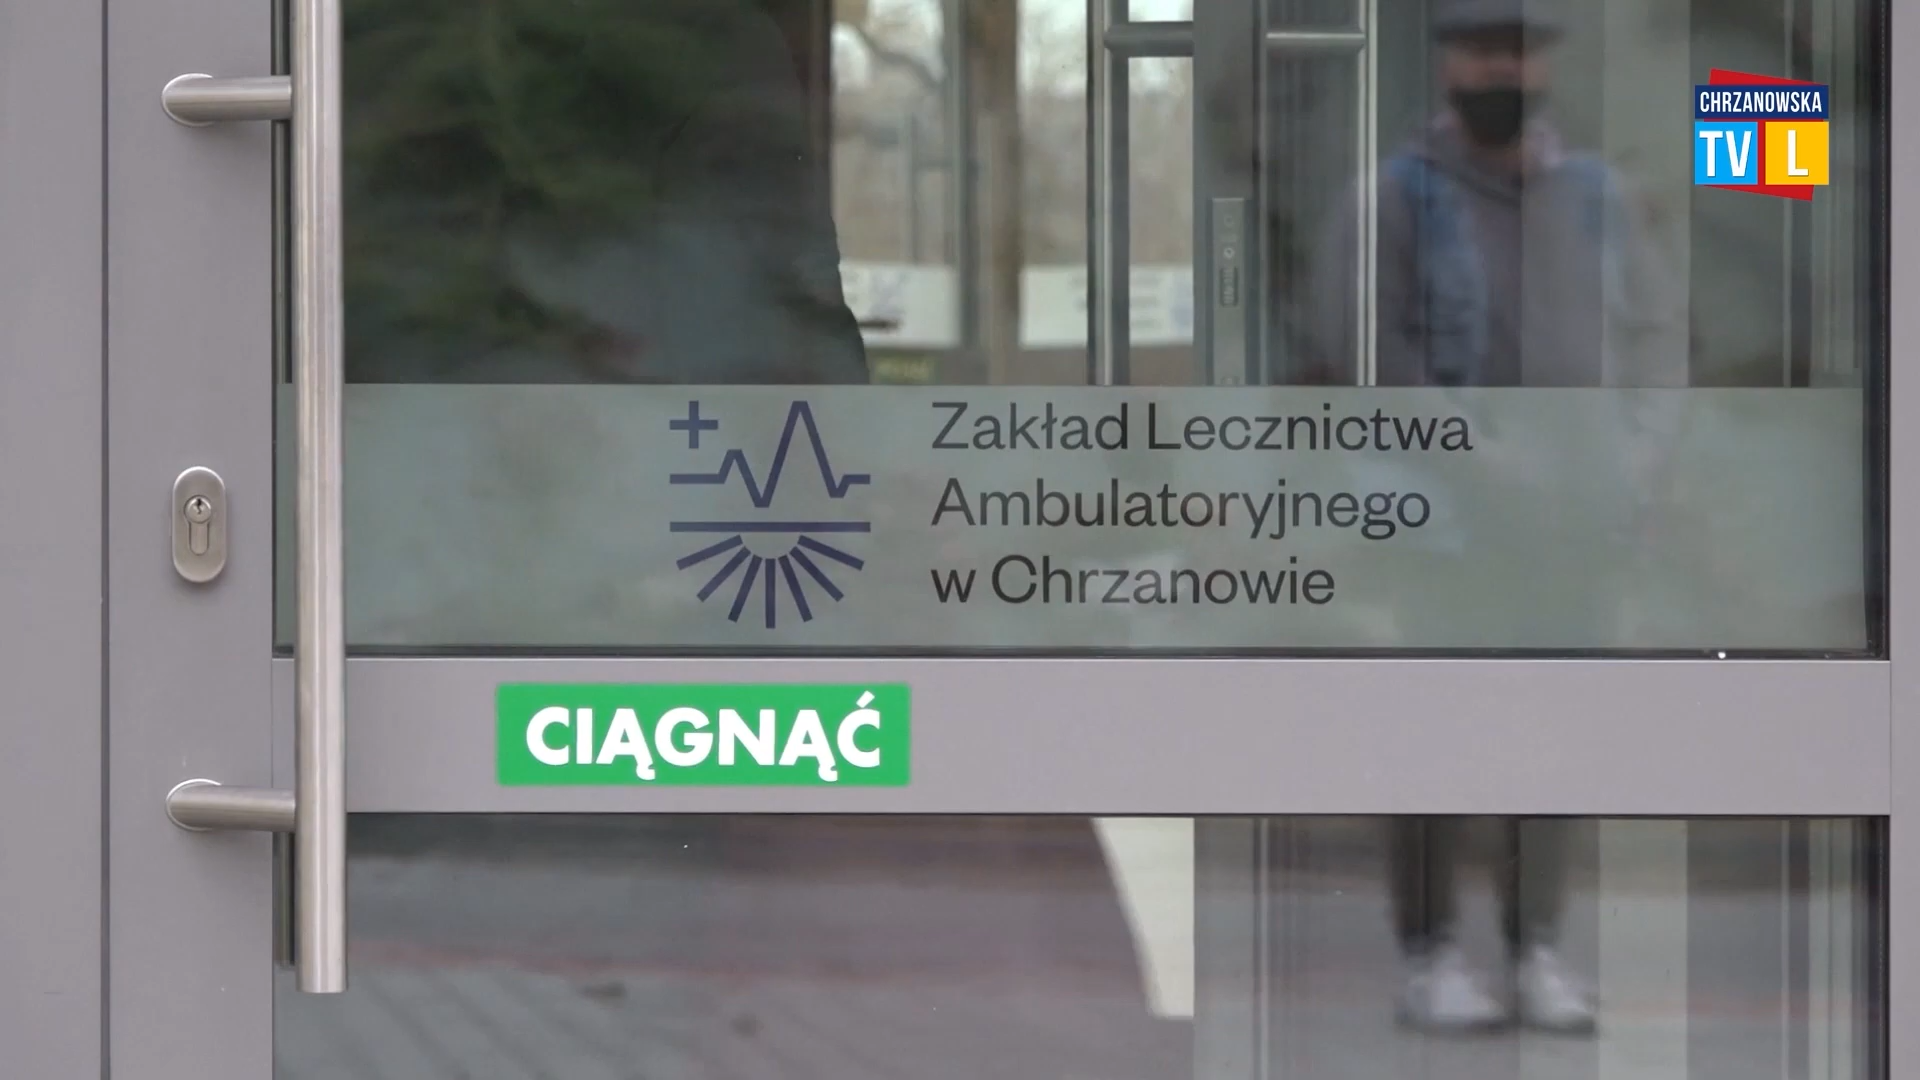 CHRZANOWSKA
TV L
Zakład Lecznictwa
Ambulatoryjnego
w Chrzanowie
CIĄGNĄĆ